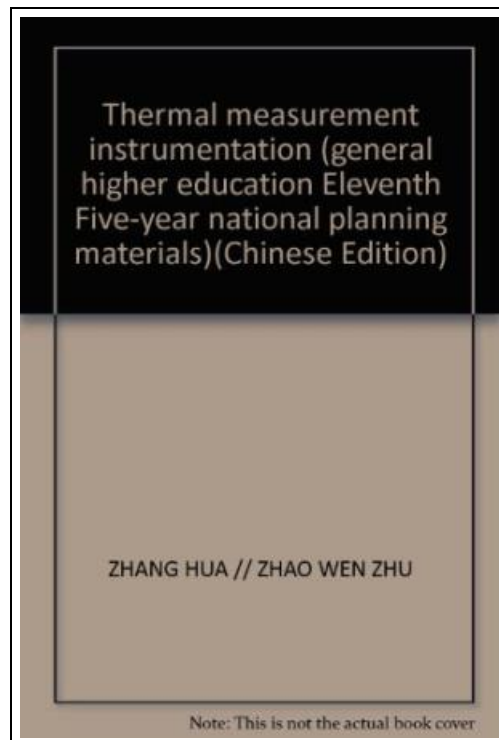 Thermal measurement
instrumentation (general
higher education Eleventh
Five-year national planning
materials)(Chinese Edition)
ZHANG HUA // ZHAO WEN ZHU
Note: This is not the actual book cover